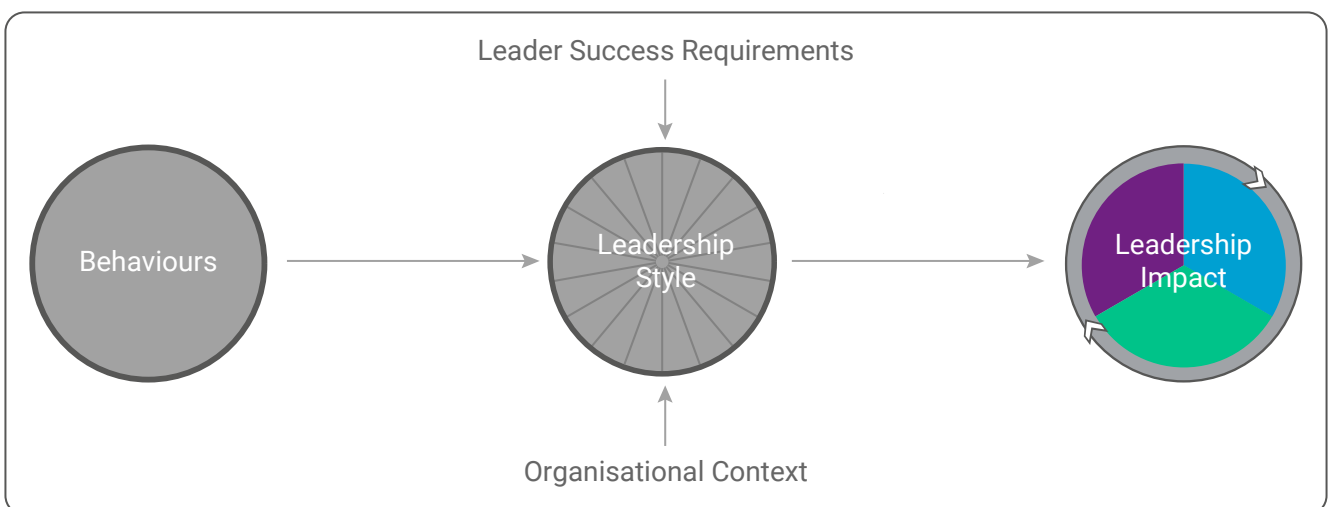 Leader Success Requirements
Behaviours
Leadership
Style
Leadership
Impact
Organisational Context